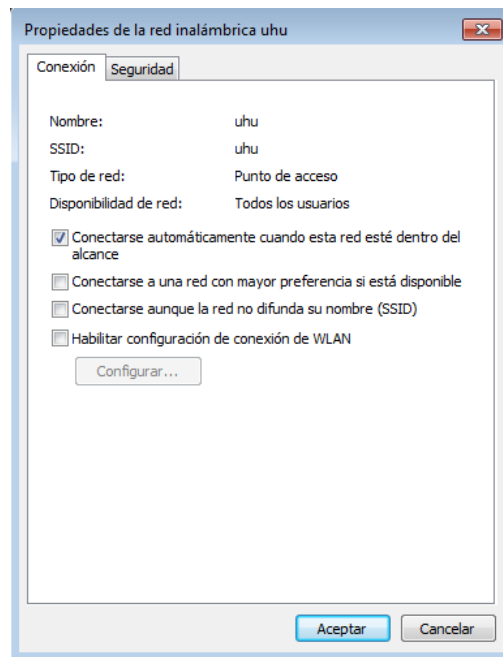 Propiedades de la red inalámbrica uhu
Conexión Seguridad
Nombre: uhu
SSID: uhu
Tipo de red: Punto de acceso
Disponibilidad de red: Todos los usuarios
Conectarse automáticamente cuando esta red esté dentro del
alcance
Conectarse a una red con mayor preferencia si está disponible
Conectarse aunque la red no difunda su nombre (SSID)
Habilitar configuración de conexión de WLAN
Configurar...
Aceptar Cancelar